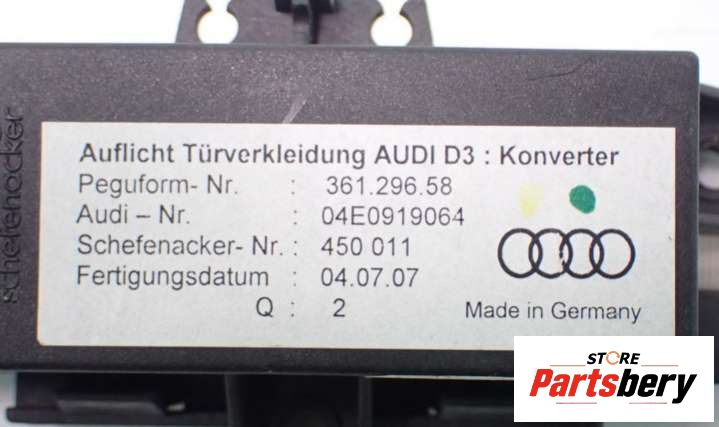 schefenacker
Auflicht Türverkleidung AUDI D3 : Konverter
Peguform- Nr. : 361.296.58
Audi – Nr. : 04E0919064
Schefenacker- Nr. : 450 011
Fertigungsdatum : 04.07.07
Q : 2
Made in Germany
STORE
Partsbery